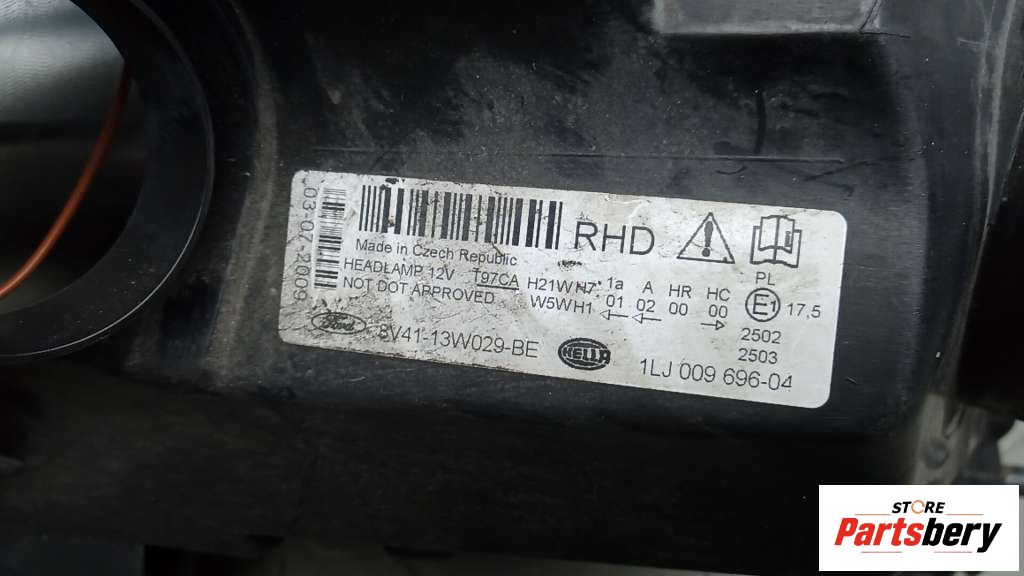 03-07-2009
RHD
Made in Czech Republic
HEADLAMP 12V T97CA H21W H7 1a A HR HC PL
NOT DOT APPROVED W5W H1 01 02 00 00 E1 17,5
2502
2503
Ford 8V41-13W029-BE HELLA 1LJ 009 696-04
STORE
Partsbery